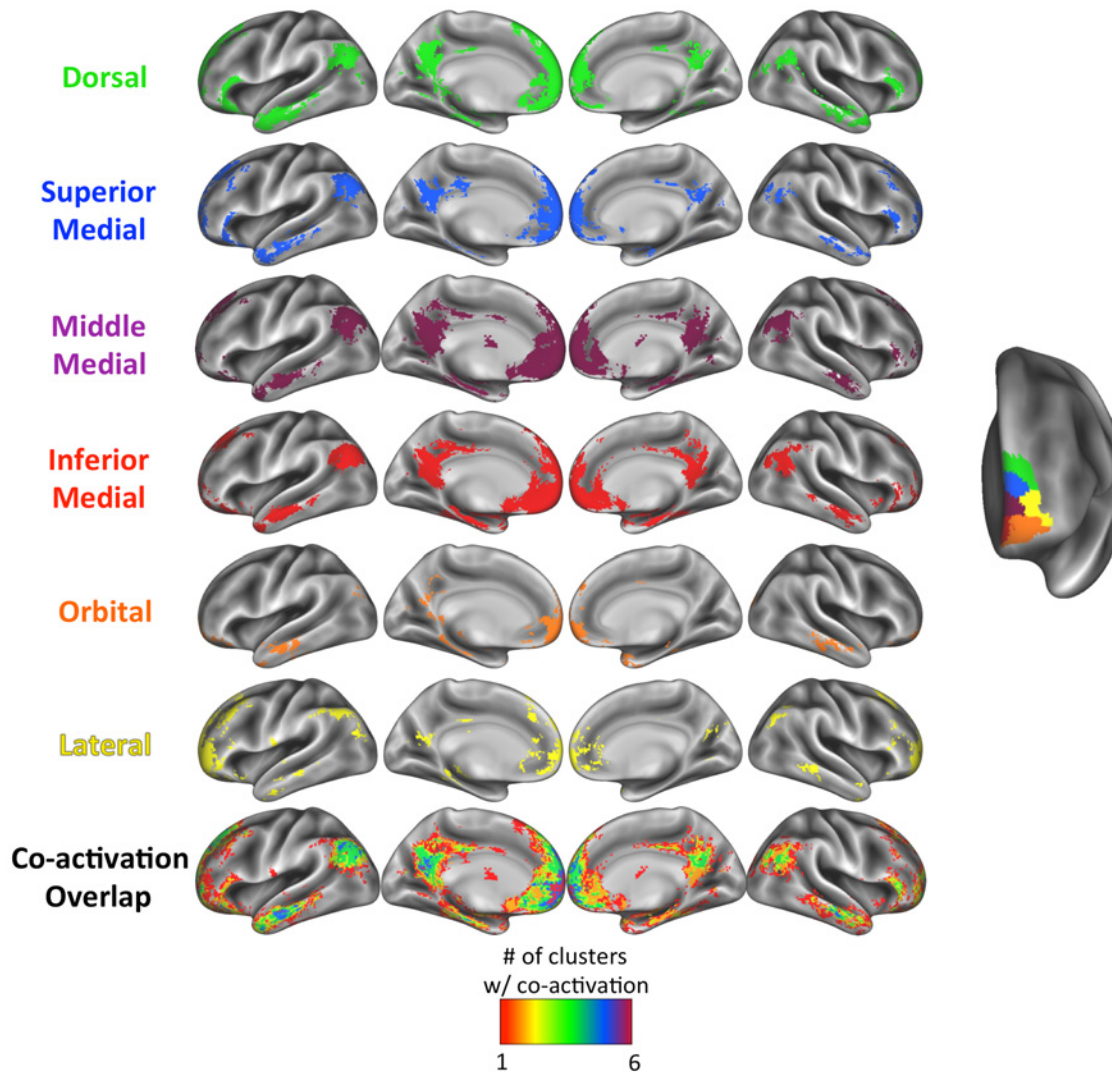 Dorsal
Superior
Medial
Middle
Medial
Inferior
Medial
Orbital
Lateral
Co-activation
Overlap
# of clusters
w/ co-activation
1 6